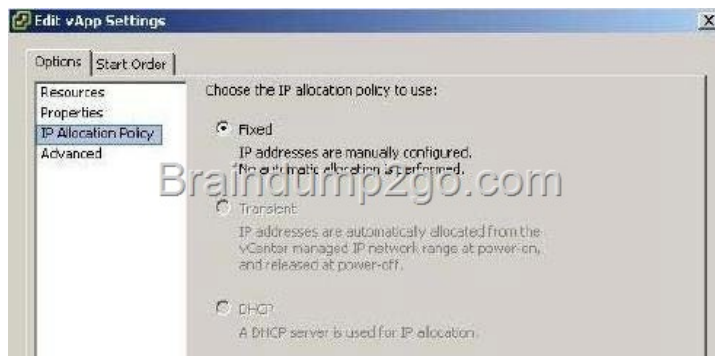 Edit vApp Settings
Options
Start Order
Resources
Properties
IP Allocation Policy
Advanced
Choose the IP allocation policy to use:
Fixed
IP addresses are manually configured.
No automatic allocation is performed.
Braindump2go.com
Transient
IP addresses are automatically allocated from the
vCenter managed IP network range at power-on,
and released at power-off.
DHCP
A DHCP server is used for IP allocation.